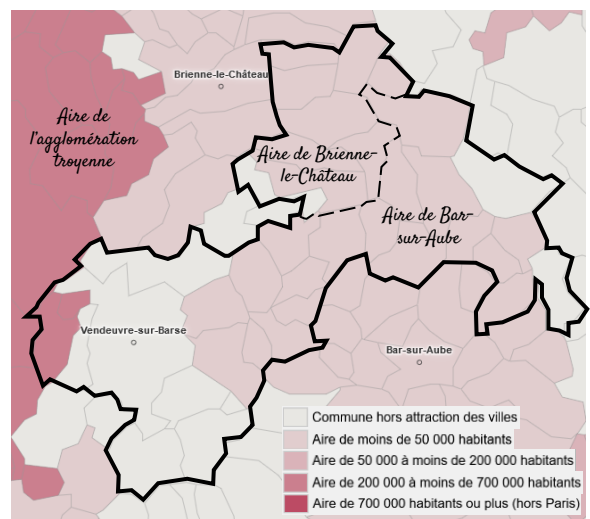 Brienne-le-Château
Aire de
l'agglomération
troyenne
Aire de Brienne-
le-Château
Aire de Bar-
sur-Aube
Vendeuvre-sur-Barse
Bar-sur-Aube
Commune hors attraction des villes
Aire de moins de 50 000 habitants
Aire de 50 000 à moins de 200 000 habitants
Aire de 200 000 à moins de 700 000 habitants
Aire de 700 000 habitants ou plus (hors Paris)